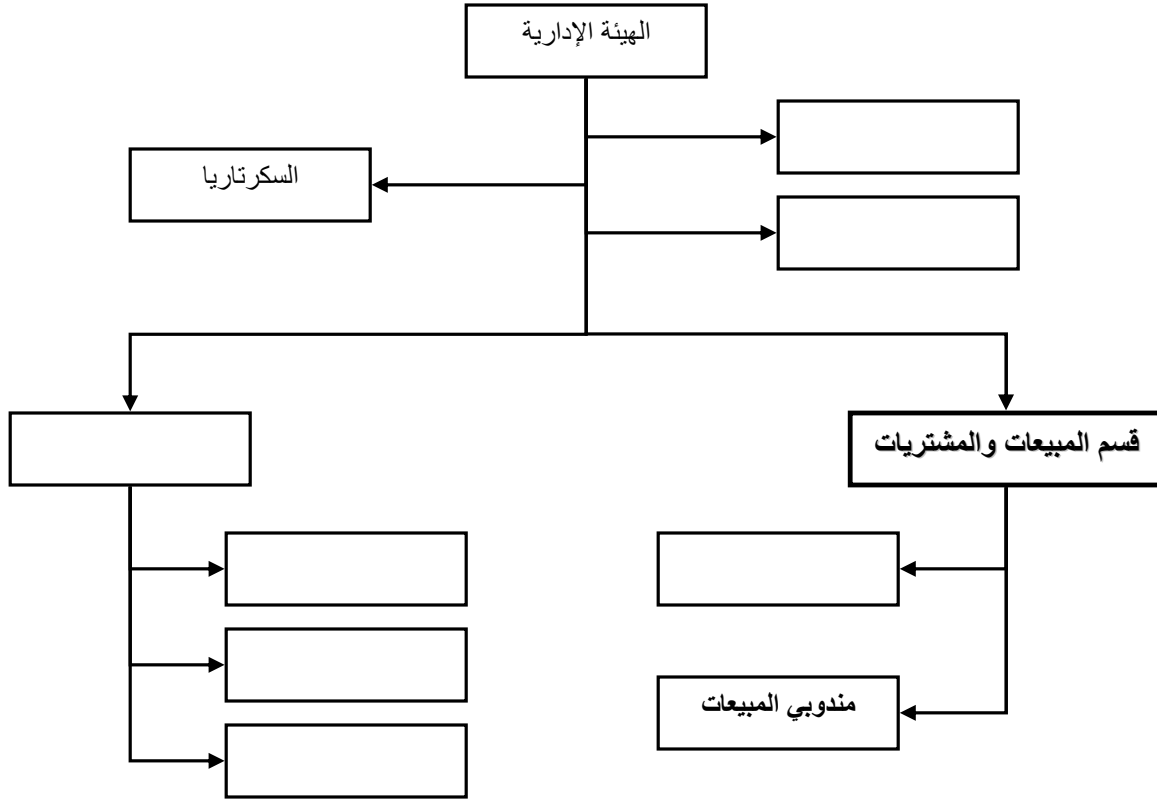 الهيئة الإدارية
السكرتاريا
قسم المبيعات والمشتريات
مندوبي المبيعات